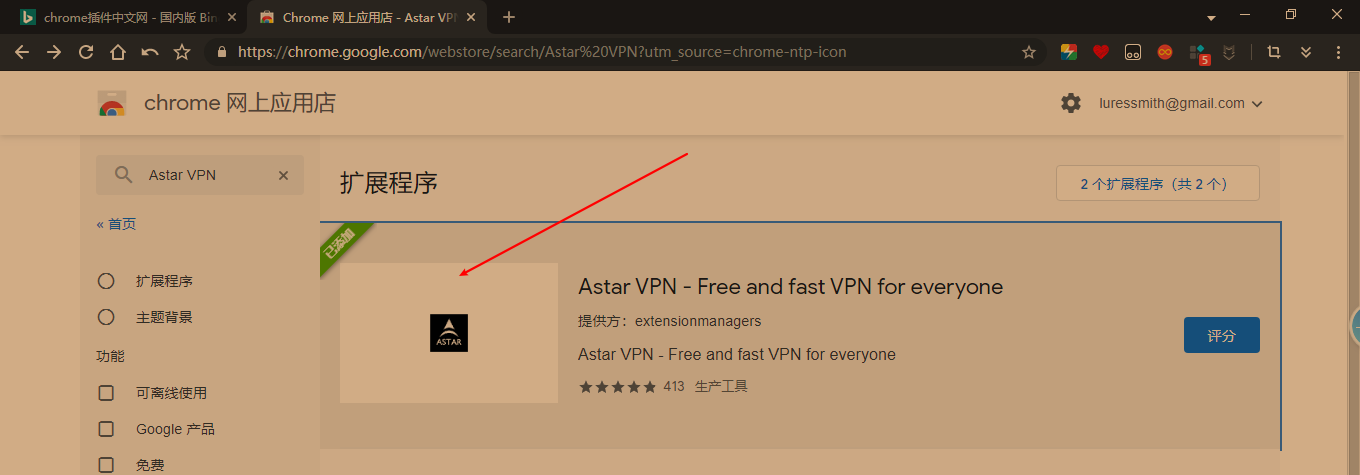 chrome插件中文网 - 国内版 Bin
Chrome 网上应用店 - Astar VPN
https://chrome.google.com/webstore/search/Astar%20VPN?utm_source=chrome-ntp-icon
5
chrome 网上应用店
luressmith@gmail.com
Astar VPN
扩展程序
2 个扩展程序（共 2 个）
« 首页
已添加
扩展程序
主题背景
功能
可离线使用
Google 产品
免费
ASTAR
Astar VPN - Free and fast VPN for everyone
提供方：extensionmanagers
Astar VPN - Free and fast VPN for everyone
413 生产工具
评分